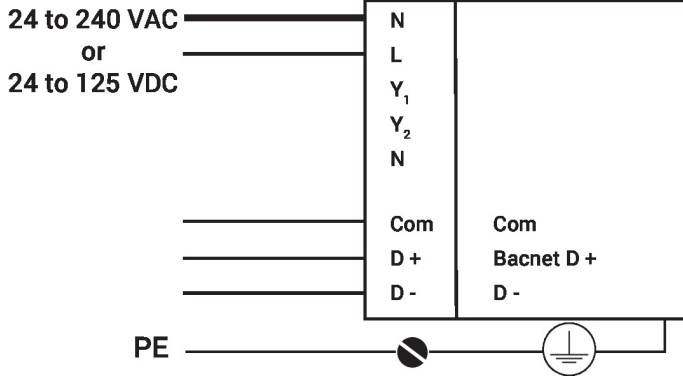 24 to 240 VAC
or
24 to 125 VDC
N
L
Y₁
Y₂
N
Com Com
D + Bacnet D +
D - D -
PE